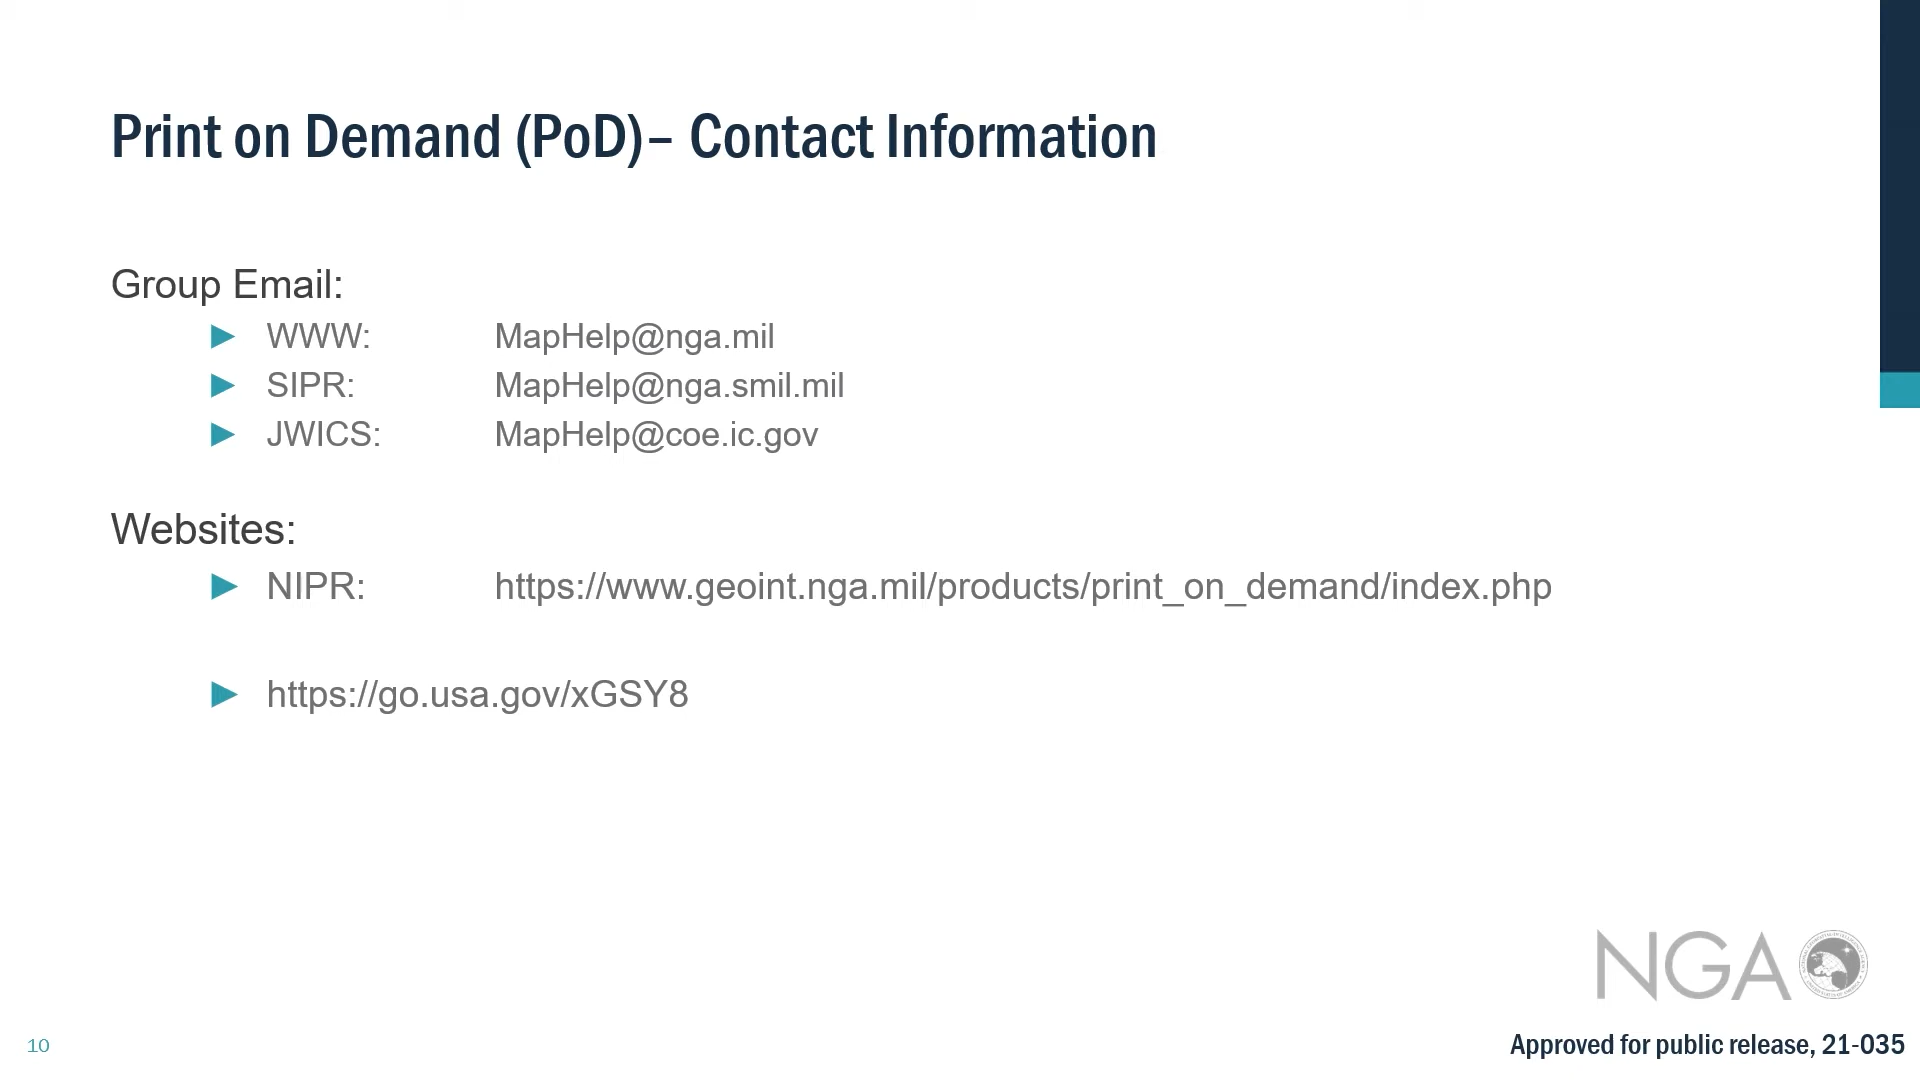 Print on Demand (PoD)– Contact Information
Group Email:
► WWW: MapHelp@nga.mil
► SIPR: MapHelp@nga.smil.mil
► JWICS: MapHelp@coe.ic.gov
Websites:
► NIPR: https://www.geoint.nga.mil/products/print_on_demand/index.php
► https://go.usa.gov/xGSY8
NGA
10
Approved for public release, 21-035